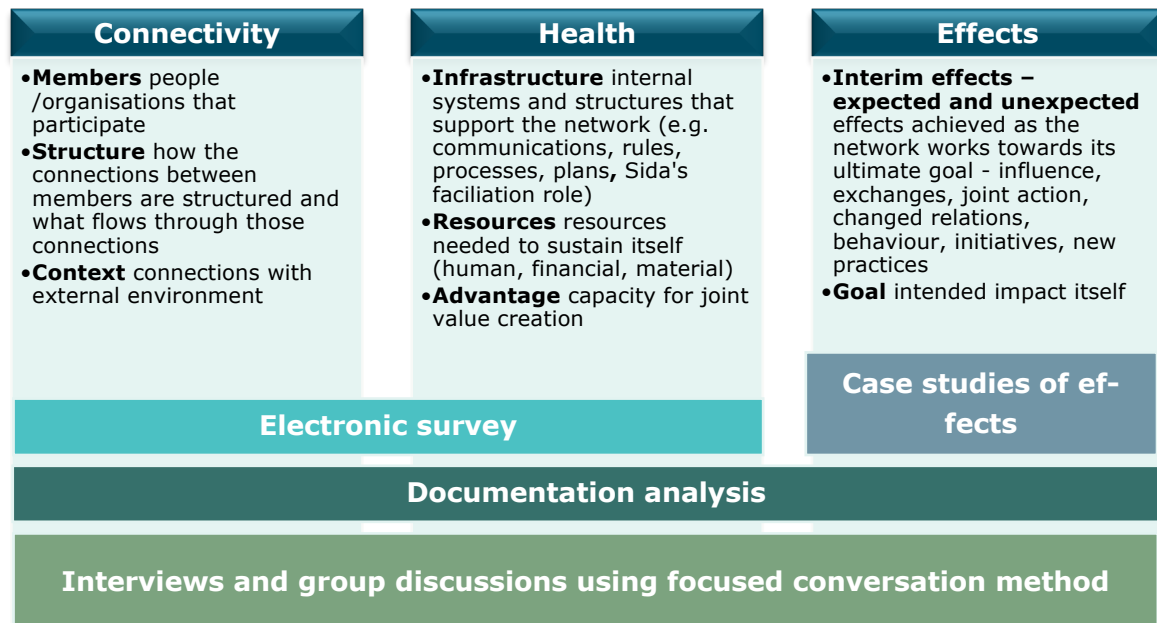 Connectivity
•Members people
/organisations that
participate
•Structure how the
connections between
members are structured and
what flows through those
connections
•Context connections with
external environment
Health
•Infrastructure internal
systems and structures that
support the network (e.g.
communications, rules,
processes, plans, Sida's
faciliation role)
•Resources resources
needed to sustain itself
(human, financial, material)
•Advantage capacity for joint
value creation
Effects
•Interim effects –
expected and unexpected
effects achieved as the
network works towards its
ultimate goal - influence,
exchanges, joint action,
changed relations,
behaviour, initiatives, new
practices
•Goal intended impact itself
Electronic survey
Case studies of ef-
fects
Documentation analysis
Interviews and group discussions using focused conversation method